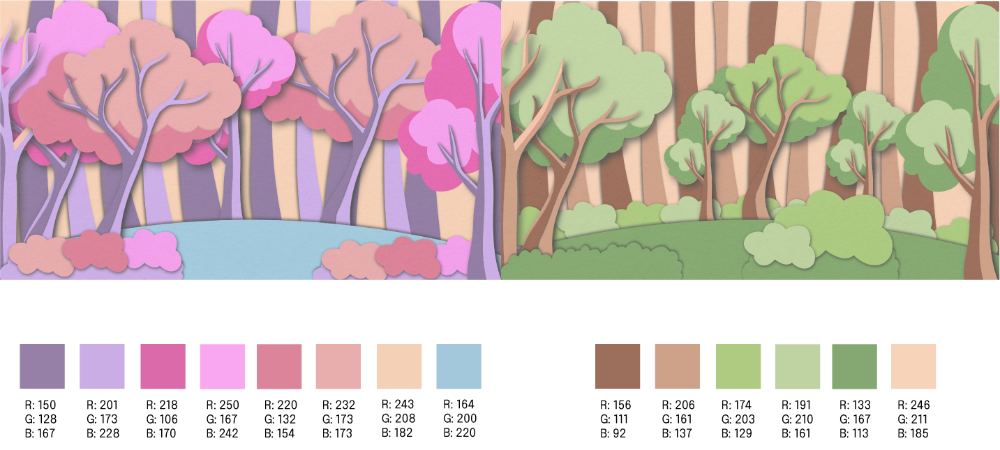 R: 150
G: 128
B: 167
R: 201
G: 173
B: 228
R: 218
G: 106
B: 170
R: 250
G: 167
B: 242
R: 220
G: 132
B: 154
R: 232
G: 173
B: 173
R: 243
G: 208
B: 182
R: 164
G: 200
B: 220
R: 156
G: 111
B: 92
R: 206
G: 161
B: 137
R: 174
G: 203
B: 129
R: 191
G: 210
B: 161
R: 133
G: 167
B: 113
R: 246
G: 211
B: 185